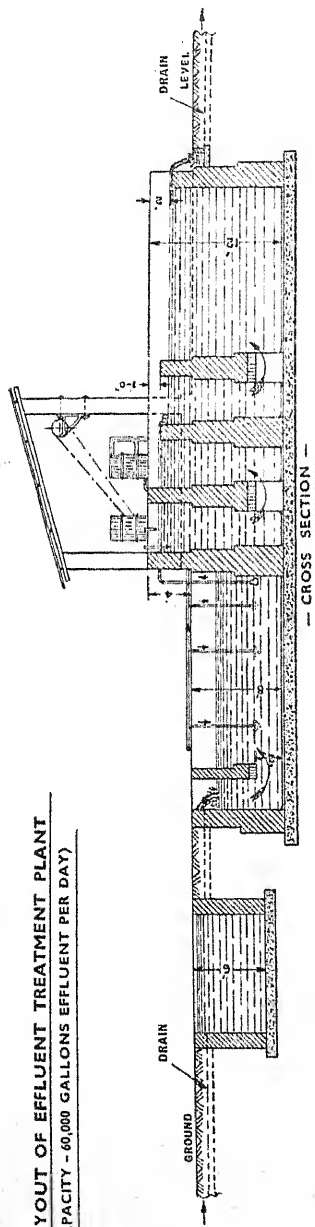 YOUT OF EFFLUENT TREATMENT PLANT
PACITY – 60,000 GALLONS EFFLUENT PER DAY)
GROUND
DRAIN
DRAIN
LEVEL
— CROSS SECTION —